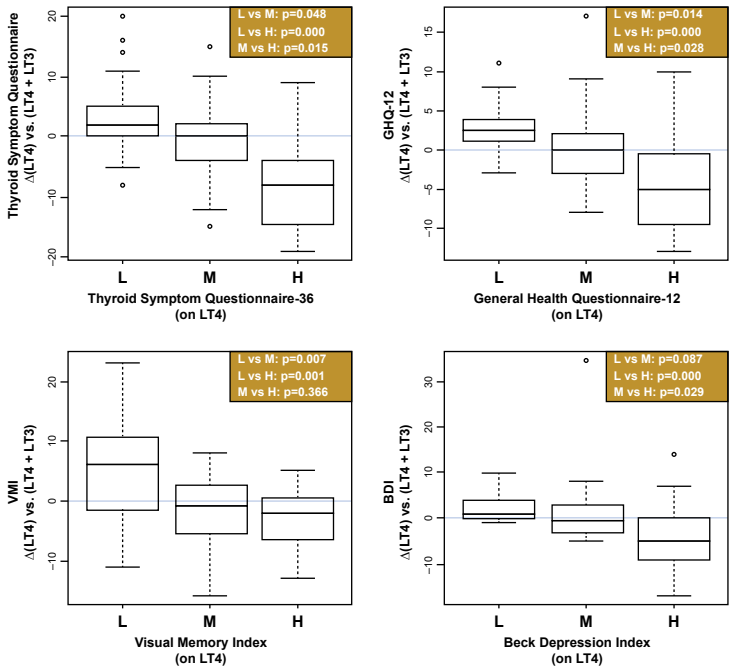 L vs M: p=0.048
L vs H: p=0.000
M vs H: p=0.015
Thyroid Symptom Questionnaire
Δ(LT4) vs. (LT4 + LT3)
20
10
0
−10
−20
L M H
Thyroid Symptom Questionnaire-36
(on LT4)
L vs M: p=0.014
L vs H: p=0.000
M vs H: p=0.028
GHQ-12
Δ(LT4) vs. (LT4 + LT3)
15
10
5
0
−5
−10
L M H
General Health Questionnaire-12
(on LT4)
L vs M: p=0.007
L vs H: p=0.001
M vs H: p=0.366
VMI
Δ(LT4) vs. (LT4 + LT3)
20
10
0
−10
L M H
Visual Memory Index
(on LT4)
L vs M: p=0.087
L vs H: p=0.000
M vs H: p=0.029
BDI
Δ(LT4) vs. (LT4 + LT3)
30
20
10
0
−10
L M H
Beck Depression Index
(on LT4)